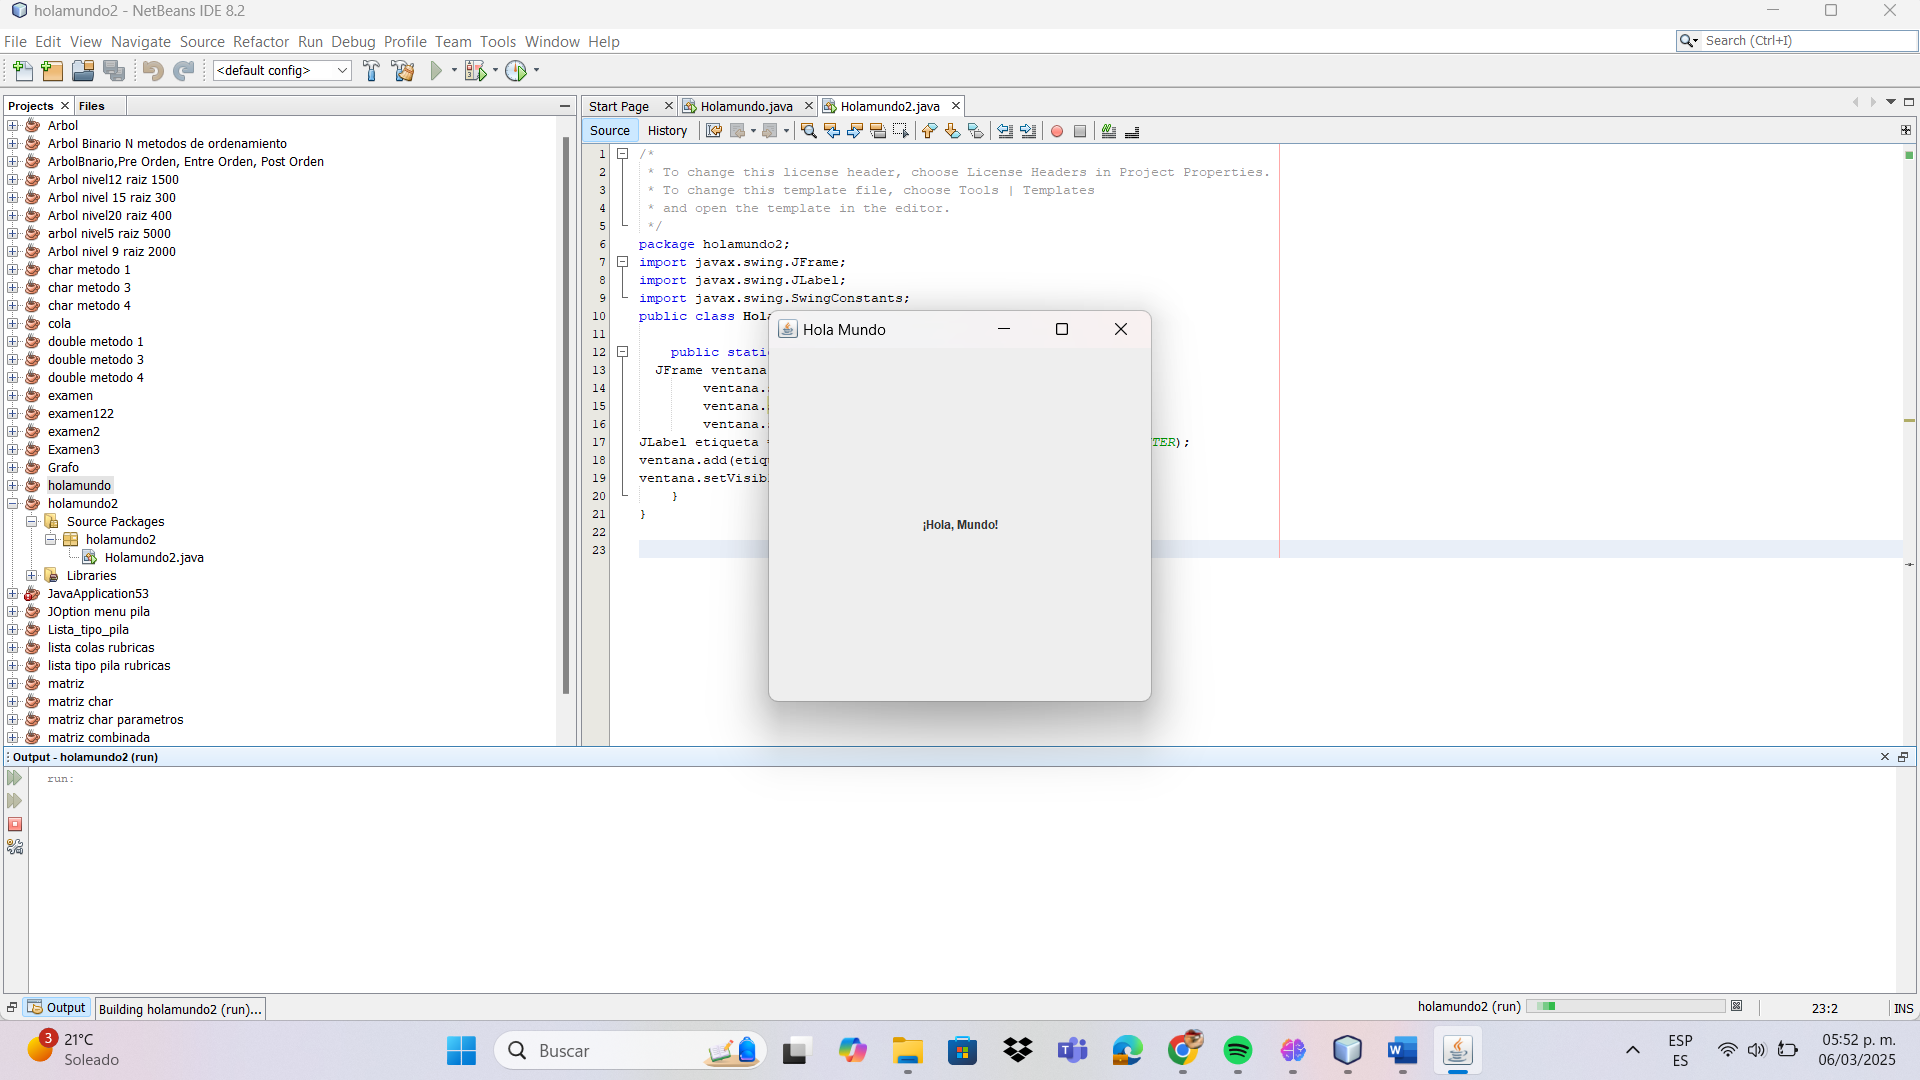 holamundo2 - NetBeans IDE 8.2
File Edit View Navigate Source Refactor Run Debug Profile Team Tools Window Help
Search (Ctrl+I)
<default config>
Projects
Files
Arbol
Arbol Binario N metodos de ordenamiento
ArbolBnario,Pre Orden, Entre Orden, Post Orden
Arbol nivel12 raiz 1500
Arbol nivel 15 raiz 300
Arbol nivel20 raiz 400
arbol nivel5 raiz 5000
Arbol nivel 9 raiz 2000
char metodo 1
char metodo 3
char metodo 4
cola
double metodo 1
double metodo 3
double metodo 4
examen
examen122
examen2
Examen3
Grafo
holamundo
holamundo2
Source Packages
holamundo2
Holamundo2.java
Libraries
JavaApplication53
JOption menu pila
Lista_tipo_pila
lista colas rubricas
lista tipo pila rubricas
matriz
matriz char
matriz char parametros
matriz combinada
Start Page
Holamundo.java
Holamundo2.java
Source
History
1 /*
2 * To change this license header, choose License Headers in Project Properties.
3 * To change this template file, choose Tools | Templates
4 * and open the template in the editor.
5 */
6 package holamundo2;
7 import javax.swing.JFrame;
8 import javax.swing.JLabel;
9 import javax.swing.SwingConstants;
10 public class
11
12 public
13 JFrame ventana
14 ventana.
15 ventana.
16 ventana.
17 JLabel etiqueta TER);
18 ventana.add(
19 ventana.
20 }
21 }
22
23
Hola Mundo
¡Hola, Mundo!
Output - holamundo2 (run)
run:
Output
Building holamundo2 (run)...
holamundo2 (run)
23:2
INS
3
21°C
Soleado
Buscar
ESP
ES
05:52 p. m.
06/03/2025